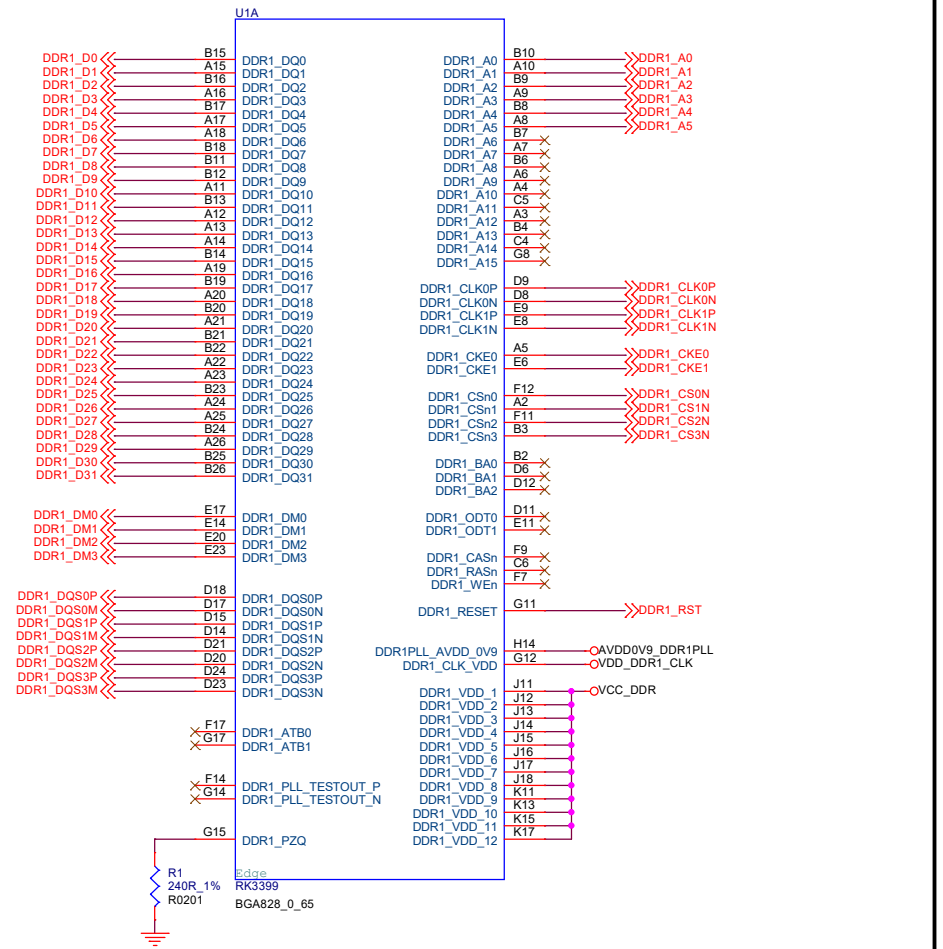 U1A
DDR1_D0 B15 DDR1_DQ0 DDR1_A0 B10 DDR1_A0
DDR1_D1 A15 DDR1_DQ1 DDR1_A1 A10 DDR1_A1
DDR1_D2 B16 DDR1_DQ2 DDR1_A2 B9 DDR1_A2
DDR1_D3 A16 DDR1_DQ3 DDR1_A3 A9 DDR1_A3
DDR1_D4 B17 DDR1_DQ4 DDR1_A4 B8 DDR1_A4
DDR1_D5 A17 DDR1_DQ5 DDR1_A5 A8 DDR1_A5
DDR1_D6 A18 DDR1_DQ6 DDR1_A6 B7
DDR1_D7 B18 DDR1_DQ7 DDR1_A7 A7
DDR1_D8 B11 DDR1_DQ8 DDR1_A8 B6
DDR1_D9 B12 DDR1_DQ9 DDR1_A9 A6
DDR1_D10 A11 DDR1_DQ10 DDR1_A10 A4
DDR1_D11 B13 DDR1_DQ11 DDR1_A11 C5
DDR1_D12 A12 DDR1_DQ12 DDR1_A12 A3
DDR1_D13 A13 DDR1_DQ13 DDR1_A13 B4
DDR1_D14 A14 DDR1_DQ14 DDR1_A14 C4
DDR1_D15 B14 DDR1_DQ15 DDR1_A15 G8
DDR1_D16 A19 DDR1_DQ16
DDR1_D17 B19 DDR1_DQ17 DDR1_CLK0P D9 DDR1_CLK0P
DDR1_D18 A20 DDR1_DQ18 DDR1_CLK0N D8 DDR1_CLK0N
DDR1_D19 B20 DDR1_DQ19 DDR1_CLK1P E9 DDR1_CLK1P
DDR1_D20 A21 DDR1_DQ20 DDR1_CLK1N E8 DDR1_CLK1N
DDR1_D21 B21 DDR1_DQ21
DDR1_D22 B22 DDR1_DQ22 DDR1_CKE0 A5 DDR1_CKE0
DDR1_D23 A22 DDR1_DQ23 DDR1_CKE1 E6 DDR1_CKE1
DDR1_D24 A23 DDR1_DQ24
DDR1_D25 B23 DDR1_DQ25 DDR1_CSn0 F12 DDR1_CS0N
DDR1_D26 A24 DDR1_DQ26 DDR1_CSn1 A2 DDR1_CS1N
DDR1_D27 A25 DDR1_DQ27 DDR1_CSn2 F11 DDR1_CS2N
DDR1_D28 B24 DDR1_DQ28 DDR1_CSn3 B3 DDR1_CS3N
DDR1_D29 A26 DDR1_DQ29
DDR1_D30 B25 DDR1_DQ30 DDR1_BA0 B2
DDR1_D31 B26 DDR1_DQ31 DDR1_BA1 D6
DDR1_BA2 D12
DDR1_DM0 E17 DDR1_DM0 DDR1_ODT0 D11
DDR1_DM1 E14 DDR1_DM1 DDR1_ODT1 E11
DDR1_DM2 E20 DDR1_DM2
DDR1_DM3 E23 DDR1_DM3 DDR1_CASn F9
DDR1_RASn C6
DDR1_WEn F7
DDR1_DQS0P D18 DDR1_DQS0P
DDR1_DQS0M D17 DDR1_DQS0N DDR1_RESET G11 DDR1_RST
DDR1_DQS1P D15 DDR1_DQS1P
DDR1_DQS1M D14 DDR1_DQS1N
DDR1_DQS2P D21 DDR1_DQS2P DDR1PLL_AVDD_0V9 H14 AVDD0V9_DDR1PLL
DDR1_DQS2M D20 DDR1_DQS2N DDR1_CLK_VDD G12 VDD_DDR1_CLK
DDR1_DQS3P D24 DDR1_DQS3P
DDR1_DQS3M D23 DDR1_DQS3N DDR1_VDD_1 J11 VCC_DDR
DDR1_VDD_2 J12
DDR1_VDD_3 J13
F17 DDR1_ATB0 DDR1_VDD_4 J14
G17 DDR1_ATB1 DDR1_VDD_5 J15
DDR1_VDD_6 J16
DDR1_VDD_7 J17
F14 DDR1_PLL_TESTOUT_P DDR1_VDD_8 J18
G14 DDR1_PLL_TESTOUT_N DDR1_VDD_9 K11
DDR1_VDD_10 K13
DDR1_VDD_11 K15
G15 DDR1_PZQ DDR1_VDD_12 K17
R1 Edge
240R_1% RK3399
R0201 BGA828_0_65